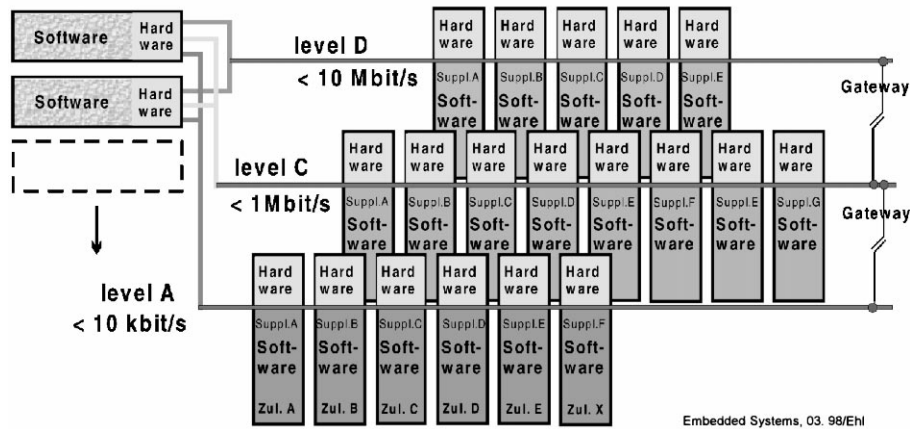 Software
Hard
ware
Software
Hard
ware
level D
< 10 Mbit/s
Hard
ware
Suppl.A
Soft-
ware
Hard
ware
Suppl.B
Soft-
ware
Hard
ware
Suppl.C
Soft-
ware
Hard
ware
Suppl.D
Soft-
ware
Hard
ware
Suppl.E
Soft-
ware
Gateway
level C
< 1Mbit/s
Hard
ware
Suppl.A
Soft-
ware
Hard
ware
Suppl.B
Soft-
ware
Hard
ware
Suppl.C
Soft-
ware
Hard
ware
Suppl.D
Soft-
ware
Hard
ware
Suppl.E
Soft-
ware
Hard
ware
Suppl.F
Soft-
ware
Hard
ware
Suppl.E
Soft-
ware
Hard
ware
Suppl.G
Soft-
ware
Gateway
level A
< 10 kbit/s
Hard
ware
Suppl.A
Soft-
ware
Zul. A
Hard
ware
Suppl.B
Soft-
ware
Zul. B
Hard
ware
Suppl.C
Soft-
ware
Zul. C
Hard
ware
Suppl.D
Soft-
ware
Zul. D
Hard
ware
Suppl.E
Soft-
ware
Zul. E
Hard
ware
Suppl.F
Soft-
ware
Zul. X
Embedded Systems, 03. 98/Ehl